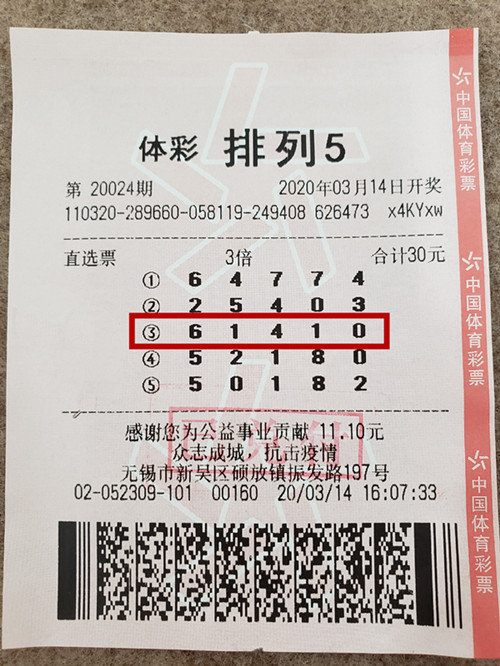 体彩 排列5
第 20024期 2020年03月14日开奖
110320-289660-058119-249408 626473 x4KYxw
直选票 3倍 合计30元
① 6 4 7 7 4
② 2 5 4 0 3
③ 6 1 4 1 0
④ 5 2 1 8 0
⑤ 5 0 1 8 2
感谢您为公益事业贡献 11.10元
众志成城，抗击疫情
无锡市新吴区硕放镇振发路197号
02-052309-101 00160 20/03/14 16:07:33
中国体育彩票
中国体育彩票
中国体育彩票